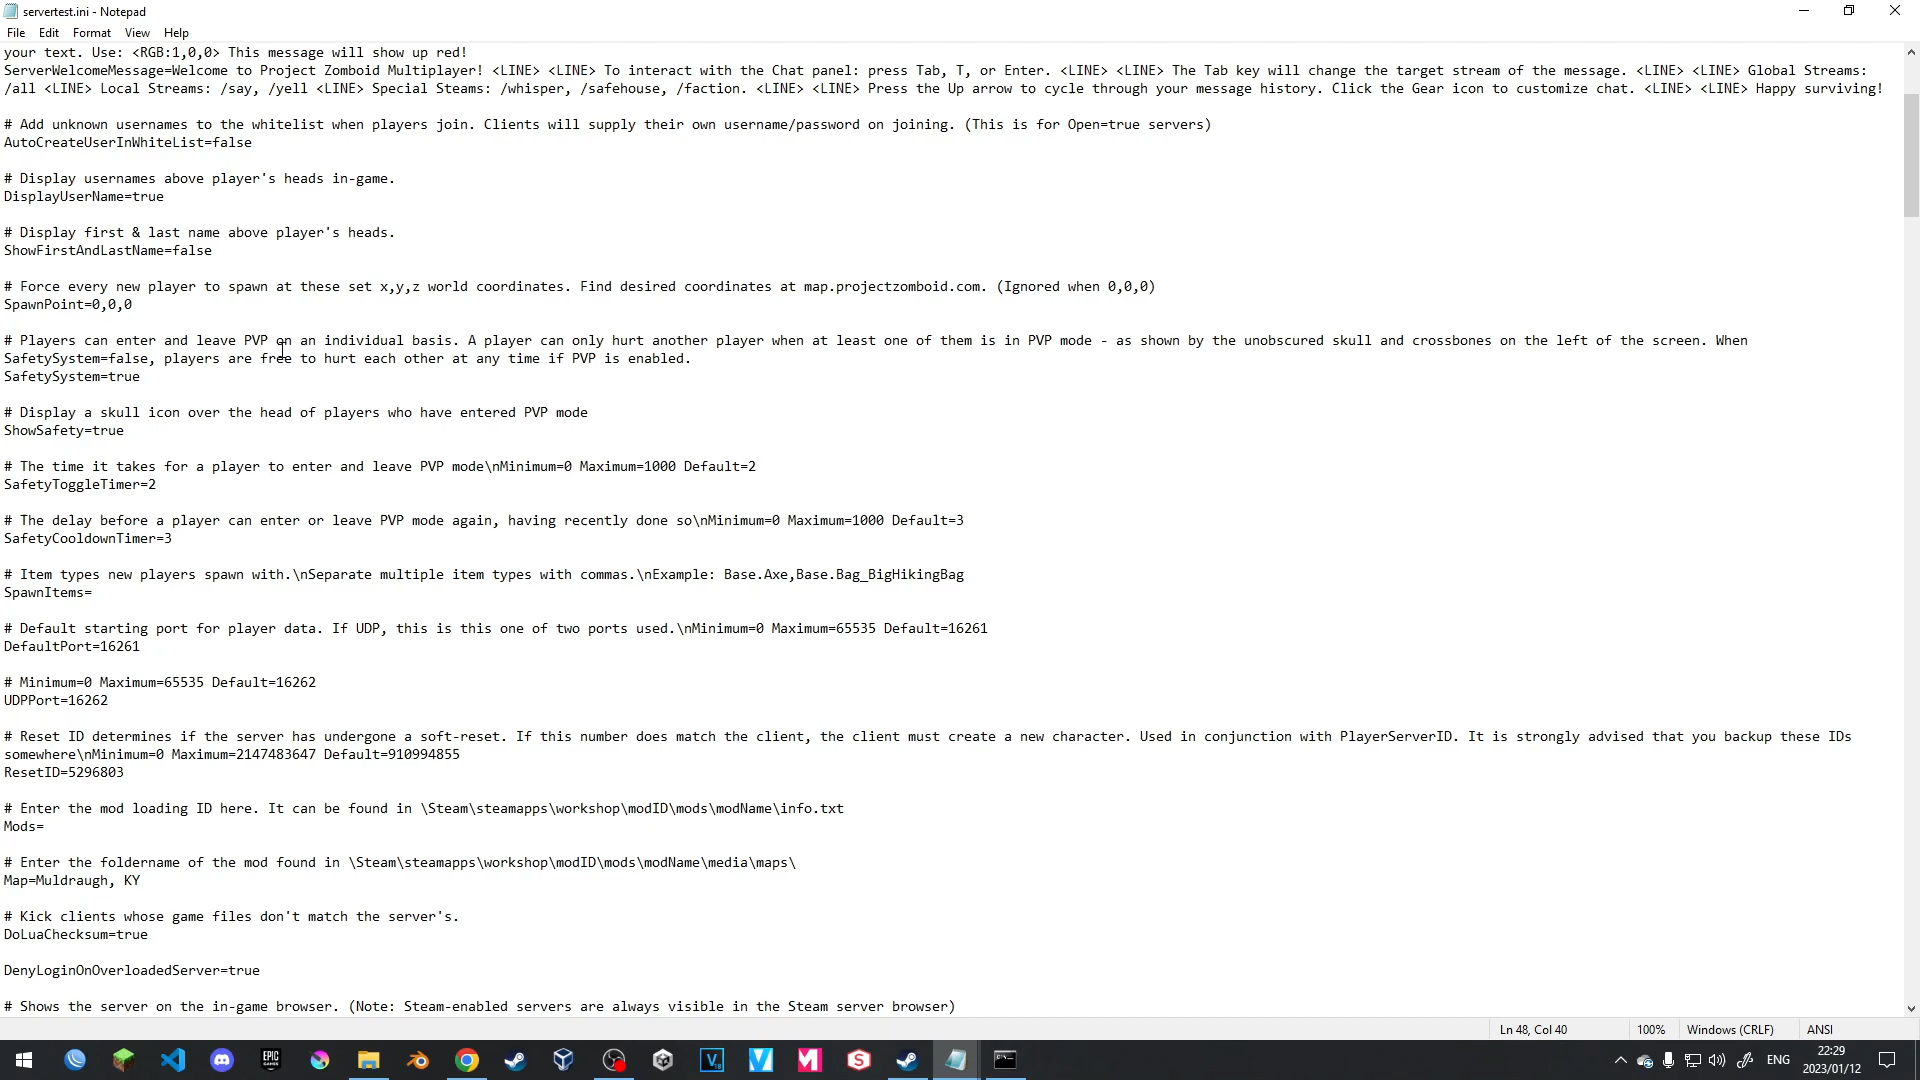 servertest.ini - Notepad
File Edit Format View Help
your text. Use: <RGB:1,0,0> This message will show up red!
ServerWelcomeMessage=Welcome to Project Zomboid Multiplayer! <LINE> <LINE> To interact with the Chat panel: press Tab, T, or Enter. <LINE> <LINE> The Tab key will change the target stream of the message. <LINE> <LINE> Global Streams:
/all <LINE> Local Streams: /say, /yell <LINE> Special Steams: /whisper, /safehouse, /faction. <LINE> <LINE> Press the Up arrow to cycle through your message history. Click the Gear icon to customize chat. <LINE> <LINE> Happy surviving!
# Add unknown usernames to the whitelist when players join. Clients will supply their own username/password on joining. (This is for Open=true servers)
AutoCreateUserInWhiteList=false
# Display usernames above player's heads in-game.
DisplayUserName=true
# Display first & last name above player's heads.
ShowFirstAndLastName=false
# Force every new player to spawn at these set x,y,z world coordinates. Find desired coordinates at map.projectzomboid.com. (Ignored when 0,0,0)
SpawnPoint=0,0,0
# Players can enter and leave PVP on an individual basis. A player can only hurt another player when at least one of them is in PVP mode - as shown by the unobscured skull and crossbones on the left of the screen. When
SafetySystem=false, players are free to hurt each other at any time if PVP is enabled.
SafetySystem=true
# Display a skull icon over the head of players who have entered PVP mode
ShowSafety=true
# The time it takes for a player to enter and leave PVP mode\nMinimum=0 Maximum=1000 Default=2
SafetyToggleTimer=2
# The delay before a player can enter or leave PVP mode again, having recently done so\nMinimum=0 Maximum=1000 Default=3
SafetyCooldownTimer=3
# Item types new players spawn with.\nSeparate multiple item types with commas.\nExample: Base.Axe,Base.Bag_BigHikingBag
SpawnItems=
# Default starting port for player data. If UDP, this is this one of two ports used.\nMinimum=0 Maximum=65535 Default=16261
DefaultPort=16261
# Minimum=0 Maximum=65535 Default=16262
UDPPort=16262
# Reset ID determines if the server has undergone a soft-reset. If this number does match the client, the client must create a new character. Used in conjunction with PlayerServerID. It is strongly advised that you backup these IDs
somewhere\nMinimum=0 Maximum=2147483647 Default=910994855
ResetID=5296803
# Enter the mod loading ID here. It can be found in \Steam\steamapps\workshop\modID\mods\modName\info.txt
Mods=
# Enter the foldername of the mod found in \Steam\steamapps\workshop\modID\mods\modName\media\maps\
Map=Muldraugh, KY
# Kick clients whose game files don't match the server's.
DoLuaChecksum=true
DenyLoginOnOverloadedServer=true
# Shows the server on the in-game browser. (Note: Steam-enabled servers are always visible in the Steam server browser)
Ln 48, Col 40 100% Windows (CRLF) ANSI
EPIC GAMES
ENG
22:29
2023/01/12